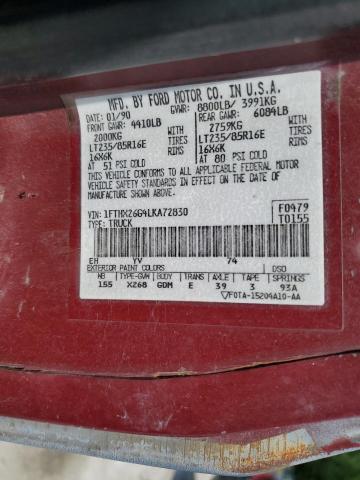 MFD. BY FORD MOTOR CO. IN U.S.A.
DATE: 01/90 GVWR: 8800LB/ 3991KG
FRONT GAWR: 4410LB REAR GAWR: 6084LB
2000KG WITH 2759KG WITH
LT235/85R16E TIRES LT235/85R16E TIRES
16X6K RIMS 16X6K RIMS
AT 51 PSI COLD AT 80 PSI COLD
THIS VEHICLE CONFORMS TO ALL APPLICABLE FEDERAL MOTOR
VEHICLE SAFETY STANDARDS IN EFFECT ON THE DATE OF
MANUFACTURE SHOWN ABOVE.
VIN: 1FTHX26G4LKA72830 F0479
TYPE: TRUCK T0155
EH YV 74
EXTERIOR PAINT COLORS DSO
WB TYPE-GVW BODY TRANS AXLE TAPE SPRINGS
155 X268 GDM E 39 3 93A
▽F0TA-15204A10-AA